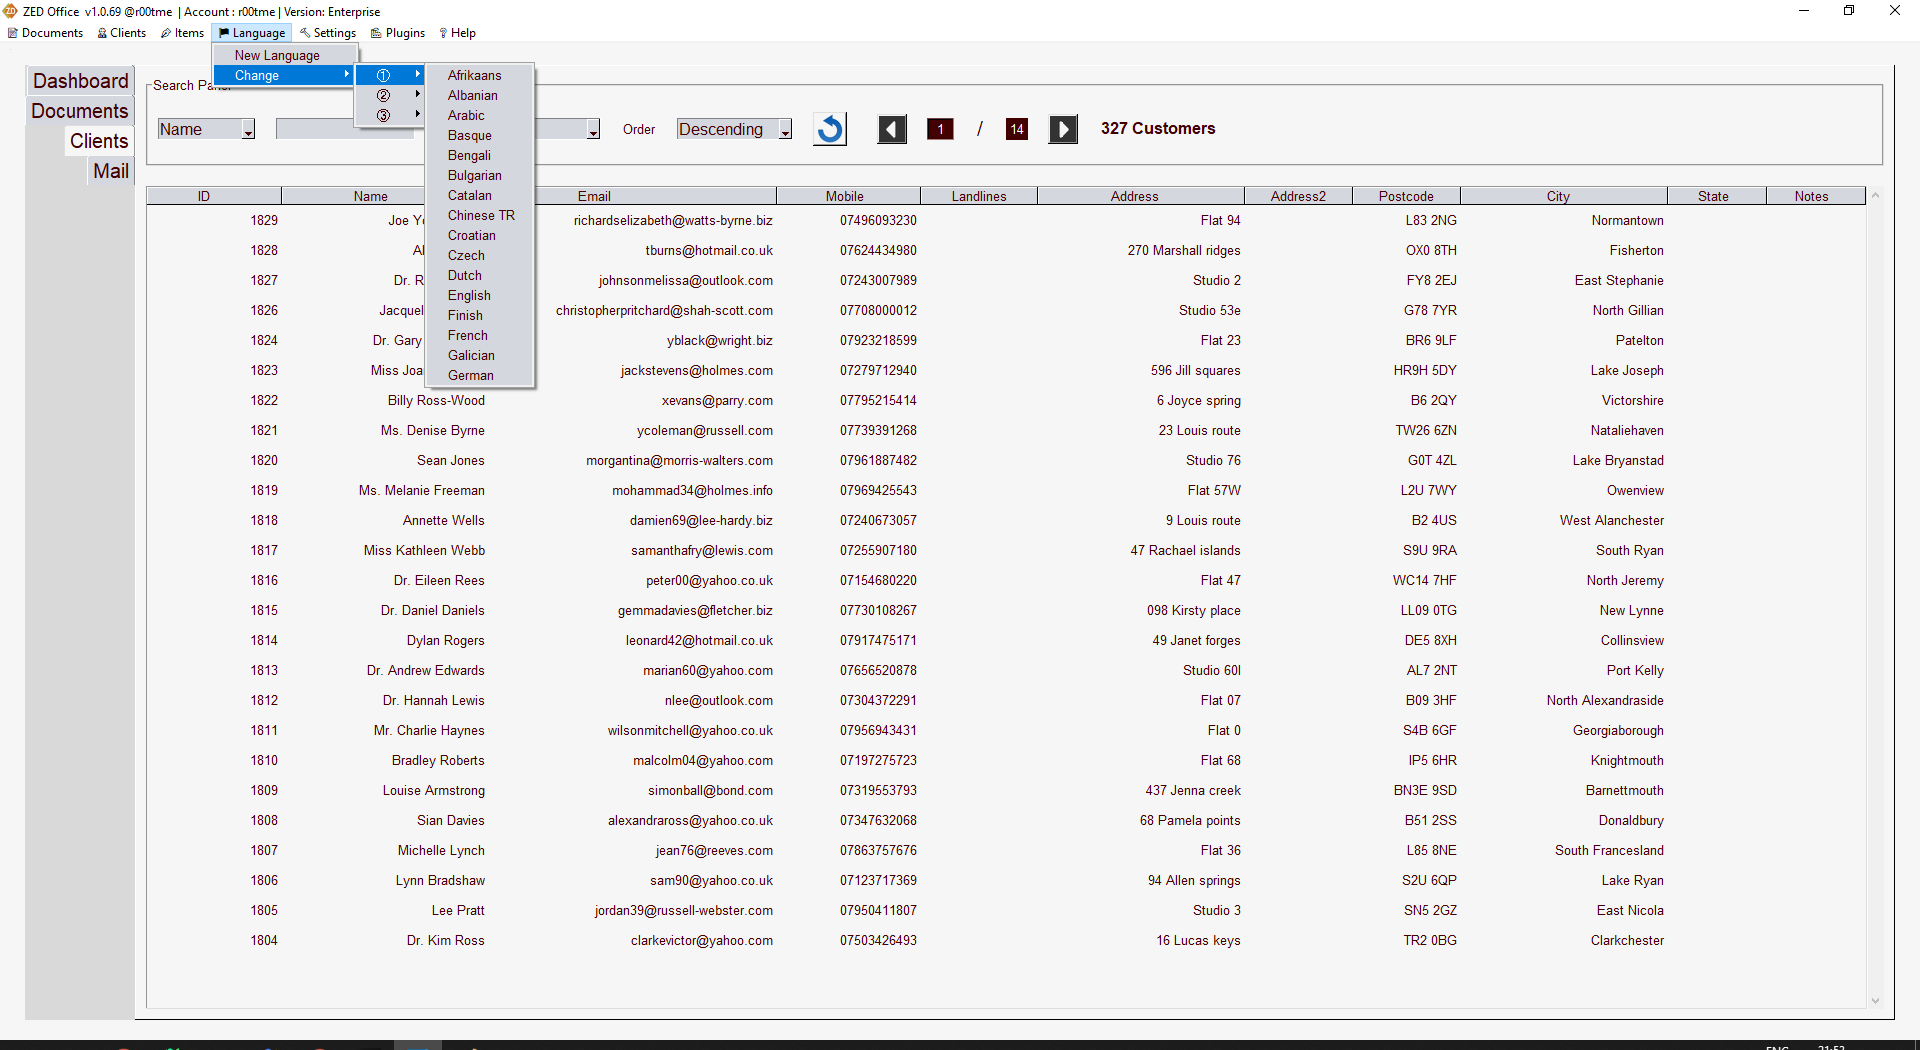 ZED Office v1.0.69 @r00tme | Account : r00tme | Version: Enterprise
Documents Clients Items Language Settings Plugins Help
New Language
Change ① Afrikaans
② Albanian
③ Arabic
Basque
Bengali
Bulgarian
Catalan
Chinese TR
Croatian
Czech
Dutch
English
Finish
French
Galician
German
Dashboard
Documents
Clients
Mail
Search Pane
Name Order Descending 1 / 14 327 Customers
ID Name Email Mobile Landlines Address Address2 Postcode City State Notes
1829 Joe richardselizabeth@watts-byrne.biz 07496093230 Flat 94 L83 2NG Normantown
1828 tburns@hotmail.co.uk 07624434980 270 Marshall ridges OX0 8TH Fisherton
1827 Dr. johnsonmelissa@outlook.com 07243007989 Studio 2 FY8 2EJ East Stephanie
1826 Jacquel christopherpritchard@shah-scott.com 07708000012 Studio 53e G78 7YR North Gillian
1824 Dr. Gary yblack@wright.biz 07923218599 Flat 23 BR6 9LF Patelton
1823 Miss jackstevens@holmes.com 07279712940 596 Jill squares HR9H 5DY Lake Joseph
1822 Billy Ross-Wood xevans@parry.com 07795215414 6 Joyce spring B6 2QY Victorshire
1821 Ms. Denise Byrne ycoleman@russell.com 07739391268 23 Louis route TW26 6ZN Nataliehaven
1820 Sean Jones morgantina@morris-walters.com 07961887482 Studio 76 G0T 4ZL Lake Bryanstad
1819 Ms. Melanie Freeman mohammad34@holmes.info 07969425543 Flat 57W L2U 7WY Owenview
1818 Annette Wells damien69@lee-hardy.biz 07240673057 9 Louis route B2 4US West Alanchester
1817 Miss Kathleen Webb samanthafry@lewis.com 07255907180 47 Rachael islands S9U 9RA South Ryan
1816 Dr. Eileen Rees peter00@yahoo.co.uk 07154680220 Flat 47 WC14 7HF North Jeremy
1815 Dr. Daniel Daniels gemmadavies@fletcher.biz 07730108267 098 Kirsty place LL09 0TG New Lynne
1814 Dylan Rogers leonard42@hotmail.co.uk 07917475171 49 Janet forges DE5 8XH Collinsview
1813 Dr. Andrew Edwards marian60@yahoo.com 07656520878 Studio 60l AL7 2NT Port Kelly
1812 Dr. Hannah Lewis nlee@outlook.com 07304372291 Flat 07 B09 3HF North Alexandraside
1811 Mr. Charlie Haynes wilsonmitchell@yahoo.co.uk 07956943431 Flat 0 S4B 6GF Georgiaborough
1810 Bradley Roberts malcolm04@yahoo.com 07197275723 Flat 68 IP5 6HR Knightmouth
1809 Louise Armstrong simonball@bond.com 07319553793 437 Jenna creek BN3E 9SD Barnettmouth
1808 Sian Davies alexandraross@yahoo.co.uk 07347632068 68 Pamela points B51 2SS Donaldbury
1807 Michelle Lynch jean76@reeves.com 07863757676 Flat 36 L85 8NE South Francesland
1806 Lynn Bradshaw sam90@yahoo.co.uk 07123717369 94 Allen springs S2U 6QP Lake Ryan
1805 Lee Pratt jordan39@russell-webster.com 07950411807 Studio 3 SN5 2GZ East Nicola
1804 Dr. Kim Ross clarkevictor@yahoo.com 07503426493 16 Lucas keys TR2 0BG Clarkchester